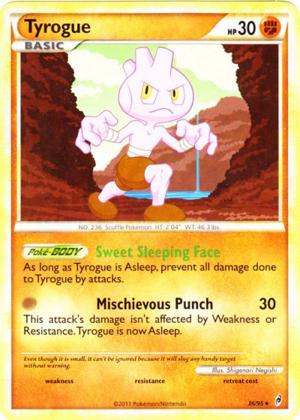 Tyrogue HP 30
BASIC
NO. 236 Scuffle Pokémon HT. 2'04" WT. 46.3 lbs.
Poké-BODY Sweet Sleeping Face
As long as Tyrogue is Asleep, prevent all damage done
to Tyrogue by attacks.
Mischievous Punch 30
This attack's damage isn't affected by Weakness or
Resistance. Tyrogue is now Asleep.
Even though it is small, it can't be ignored because it will slug any handy target
without warning.
Illus. Shigenori Negishi
weakness resistance retreat cost
©2011 Pokémon/Nintendo 36/95